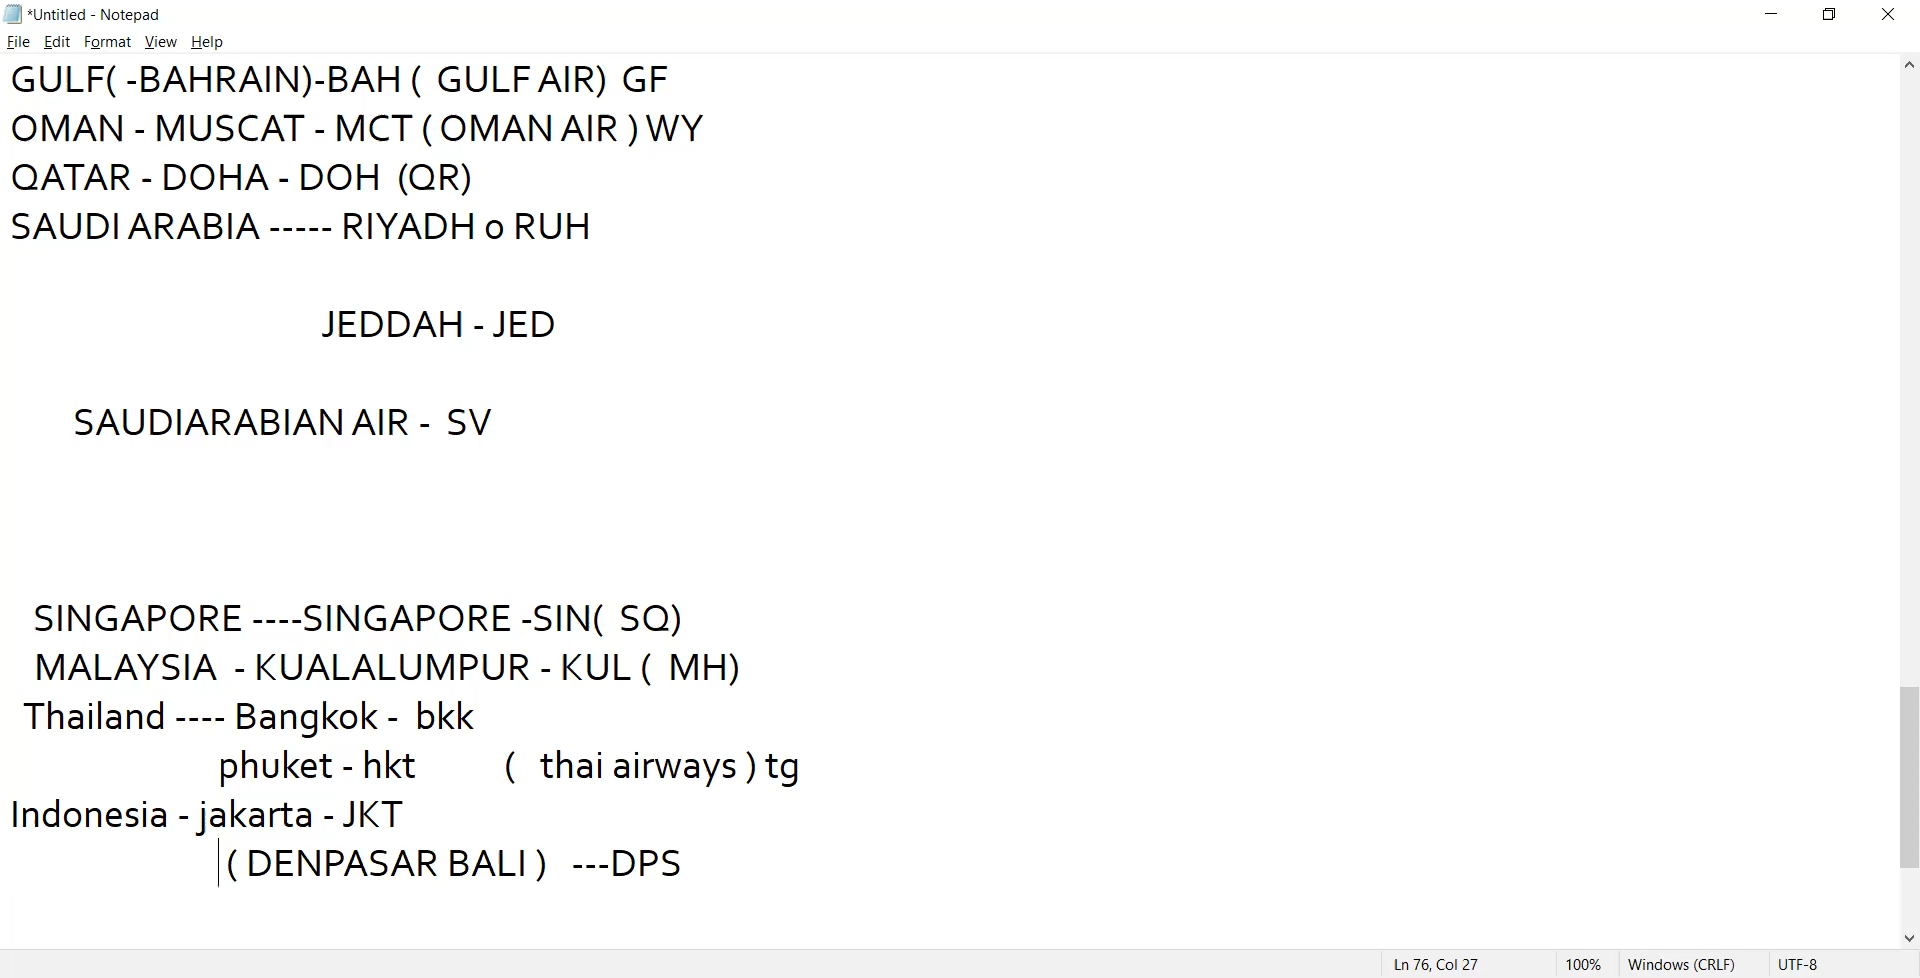 *Untitled - Notepad
File Edit Format View Help
GULF( -BAHRAIN)-BAH ( GULF AIR) GF
OMAN - MUSCAT - MCT ( OMAN AIR ) WY
QATAR - DOHA - DOH (QR)
SAUDI ARABIA ----- RIYADH o RUH
JEDDAH - JED
SAUDIARABIAN AIR - SV
SINGAPORE ----SINGAPORE -SIN( SQ)
MALAYSIA - KUALALUMPUR - KUL ( MH)
Thailand ---- Bangkok - bkk
phuket - hkt ( thai airways ) tg
Indonesia - jakarta - JKT
( DENPASAR BALI ) ---DPS
Ln 76, Col 27 100% Windows (CRLF) UTF-8